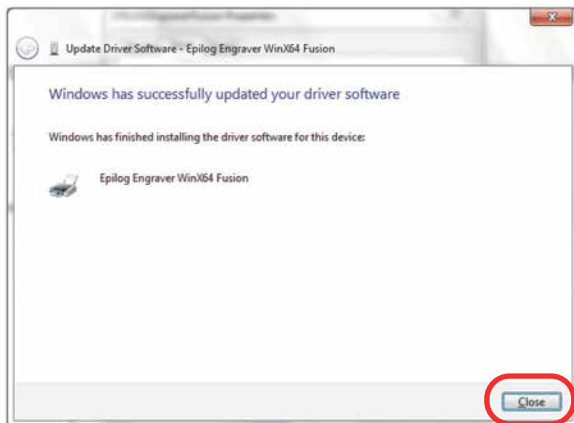 Update Driver Software - Epilog Engraver WinX64 Fusion
Windows has successfully updated your driver software
Windows has finished installing the driver software for this device:
Epilog Engraver WinX64 Fusion
Close